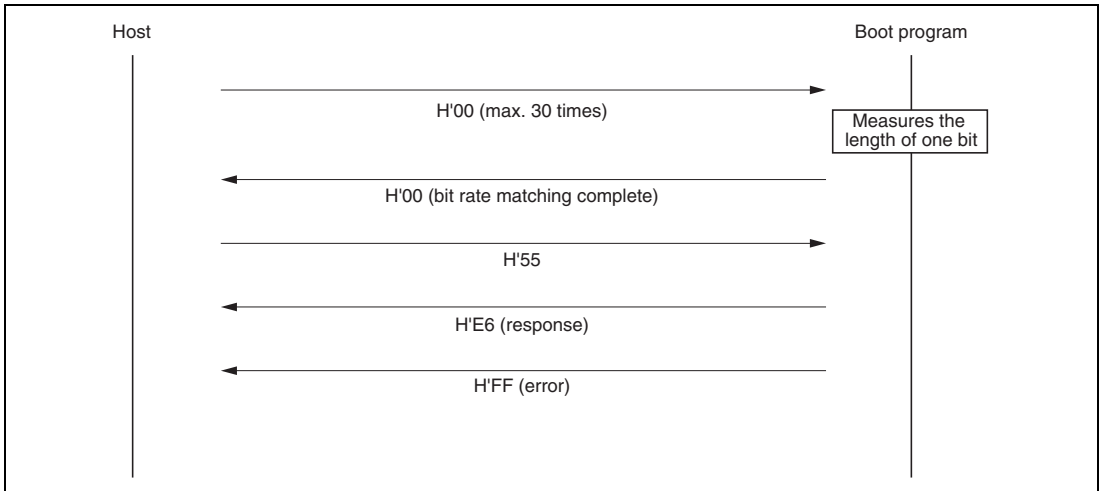 Host
Boot program
H'00 (max. 30 times)
Measures the
length of one bit
H'00 (bit rate matching complete)
H'55
H'E6 (response)
H'FF (error)